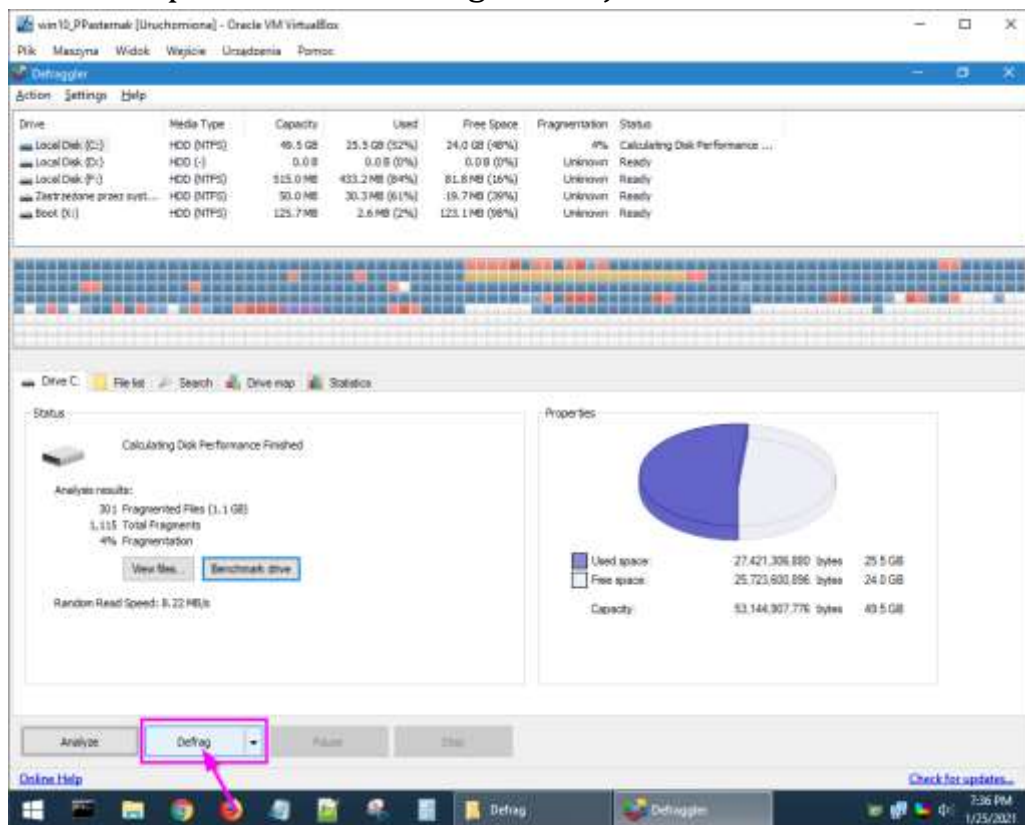 win10_PPasternak [Uruchomiona] - Oracle VM VirtualBox
Plik Maszyna Widok Wejście Urządzenia Pomoc
Defraggler
Action Settings Help
Drive Media Type Capacity Used Free Space Fragmentation Status
Local Disk (C:) HDD (NTFS) 49.5 GB 25.5 GB (52%) 24.0 GB (48%) 4% Calculating Disk Performance ...
Local Disk (D:) HDD (-) 0.0 B 0.0 B (0%) 0.0 B (0%) Unknown Ready
Local Disk (F:) HDD (NTFS) 515.0 MB 433.2 MB (84%) 81.8 MB (16%) Unknown Ready
Zastrzeżone przez syst... HDD (NTFS) 50.0 MB 30.3 MB (61%) 19.7 MB (39%) Unknown Ready
Boot (X:) HDD (NTFS) 125.7 MB 2.6 MB (2%) 123.1 MB (98%) Unknown Ready
Drive C: File list Search Drive map Statistics
Status
Calculating Disk Performance Finished
Analysis results:
301 Fragmented Files (1.1 GB)
1,115 Total Fragments
4% Fragmentation
View files... Benchmark drive
Random Read Speed: 8.22 MB/s
Properties
Used space: 27,421,306,880 bytes 25.5 GB
Free space: 25,723,600,896 bytes 24.0 GB
Capacity: 53,144,907,776 bytes 49.5 GB
Analyze Defrag Pause Stop
Online Help Check for updates...
Defrag Defraggler
7:36 PM
1/25/2021